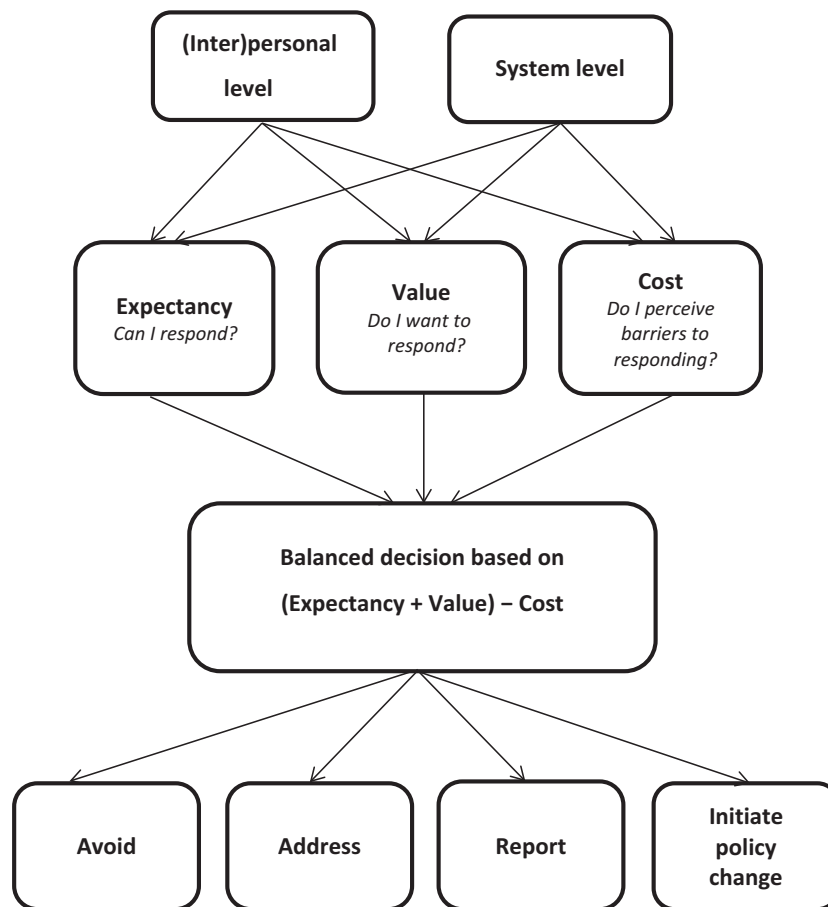 (Inter)personal
level
System level
Expectancy
Can I respond?
Value
Do I want to
respond?
Cost
Do I perceive
barriers to
responding?
Balanced decision based on
(Expectancy + Value) − Cost
Avoid
Address
Report
Initiate
policy
change